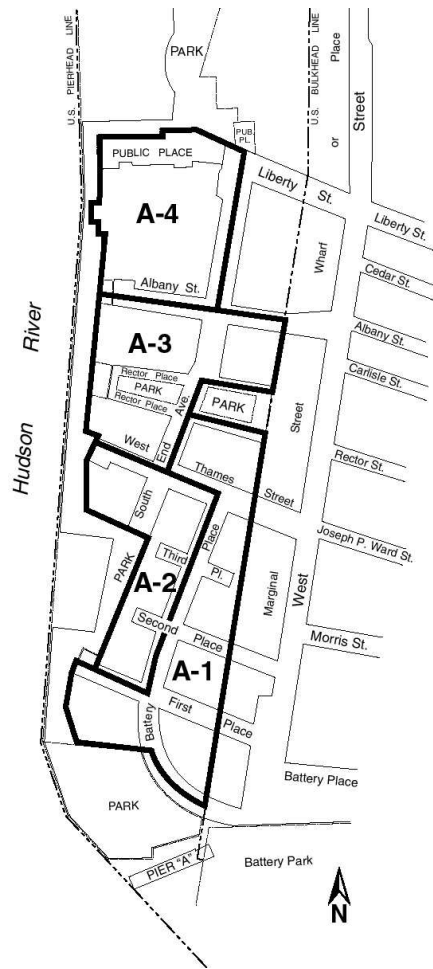 U.S. PIERHEAD LINE
PARK
U.S. BULKHEAD LINE
Place
or
Street
PUB.
PL.
PUBLIC PLACE
Liberty St.
A-4
Wharf
Liberty St.
Cedar St.
Albany St.
Albany St.
Hudson River
A-3
Carlisle St.
Rector Place
PARK
Rector Place
Ave.
PARK
Street
West
End
Rector St.
Thames
Street
South
Joseph P. Ward St.
Place
Third
Pl.
PARK
A-2
Marginal
West
Second
Place
Morris St.
A-1
First
Place
Battery
Battery Place
PARK
PIER "A"
Battery Park
N